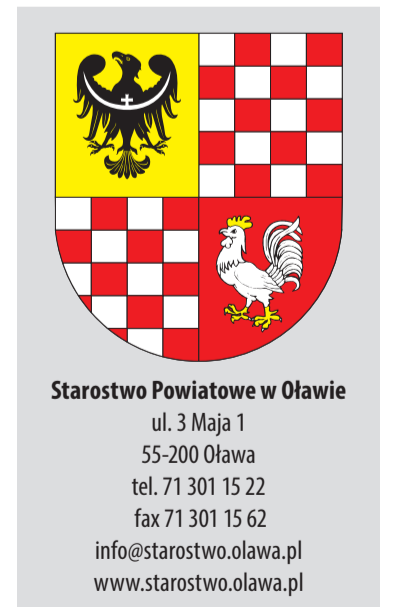 Starostwo Powiatowe w Oławie
ul. 3 Maja 1
55-200 Oława
tel. 71 301 15 22
fax 71 301 15 62
info@starostwo.olawa.pl
www.starostwo.olawa.pl